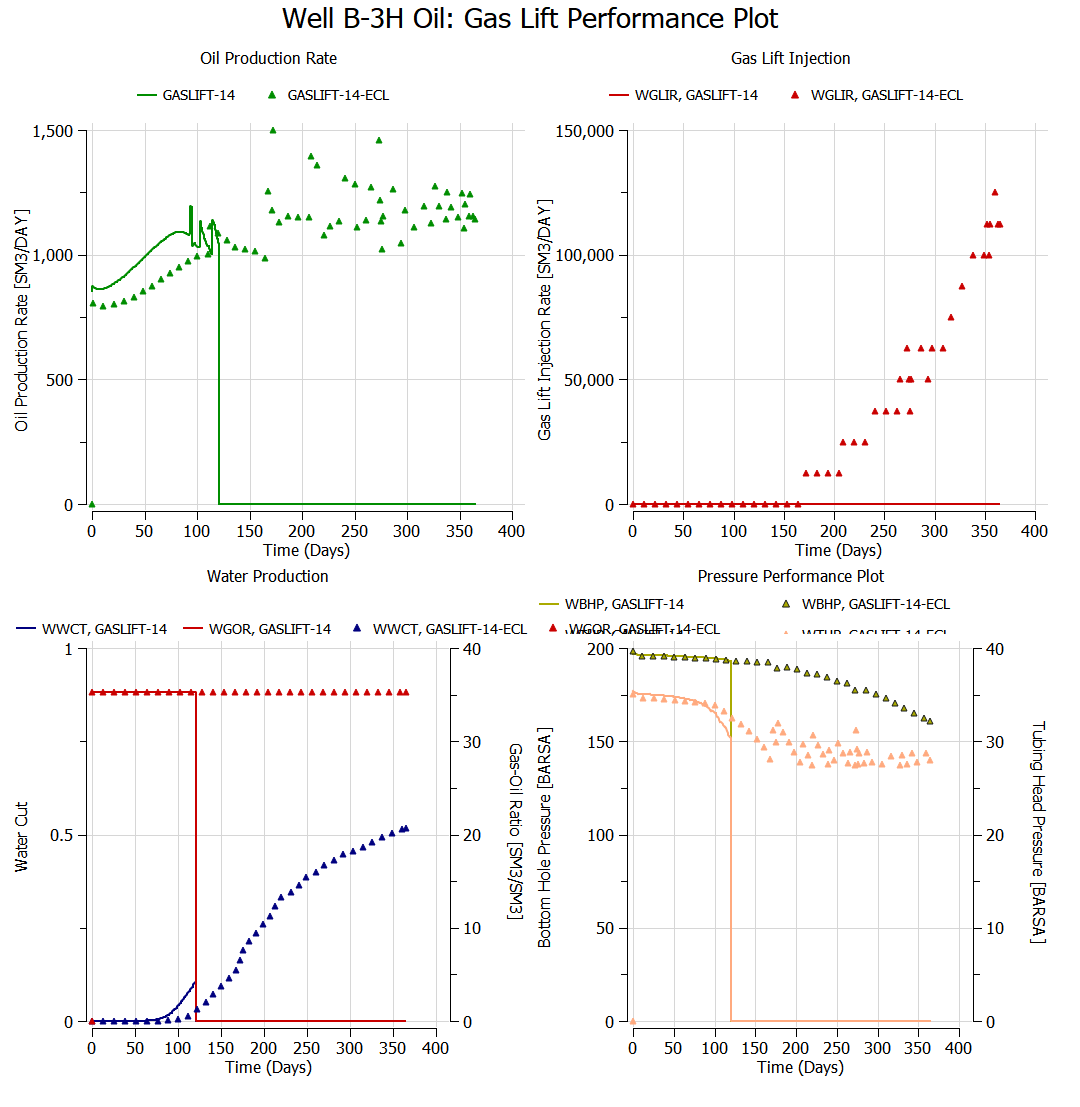 Well B-3H Oil: Gas Lift Performance Plot
Oil Production Rate
GASLIFT-14 GASLIFT-14-ECL
1,500
1,000
500
0
Oil Production Rate [SM3/DAY]
0 50 100 150 200 250 300 350 400
Time (Days)
Gas Lift Injection
WGLIR, GASLIFT-14 WGLIR, GASLIFT-14-ECL
150,000
100,000
50,000
0
Gas Lift Injection Rate [SM3/DAY]
0 50 100 150 200 250 300 350 400
Time (Days)
Water Production
WWCT, GASLIFT-14 WGOR, GASLIFT-14 WWCT, GASLIFT-14-ECL WGOR, GASLIFT-14-ECL
1
0.5
0
Water Cut
40
30
20
10
0
Gas-Oil Ratio [SM3/SM3]
0 50 100 150 200 250 300 350 400
Time (Days)
Pressure Performance Plot
WBHP, GASLIFT-14 WBHP, GASLIFT-14-ECL
200
150
100
50
0
Bottom Hole Pressure [BARSA]
40
30
20
10
0
Tubing Head Pressure [BARSA]
0 50 100 150 200 250 300 350 400
Time (Days)